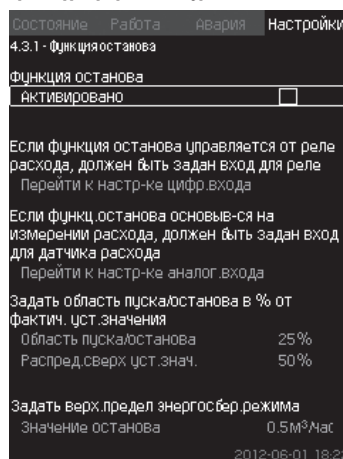 Состояние Работа Авария Настройки
4.3.1 - Функция останова
Функция останова
Активировано
Если функция останова управляется от реле
расхода, должен быть задан вход для реле
Перейти к настр-ке цифр.входа
Если функц.останова основыв-ся на
измерении расхода, должен быть задан вход
для датчика расхода
Перейти к настр-ке аналог.входа
Задать область пуска/останова в % от
фактич. уст.значения
Область пуска/останова 25%
Распред.сверх уст.знач. 50%
Задать верх.предел энергосбер.режима
Значение останова 0.5м³/час
2012-06-01 18:2